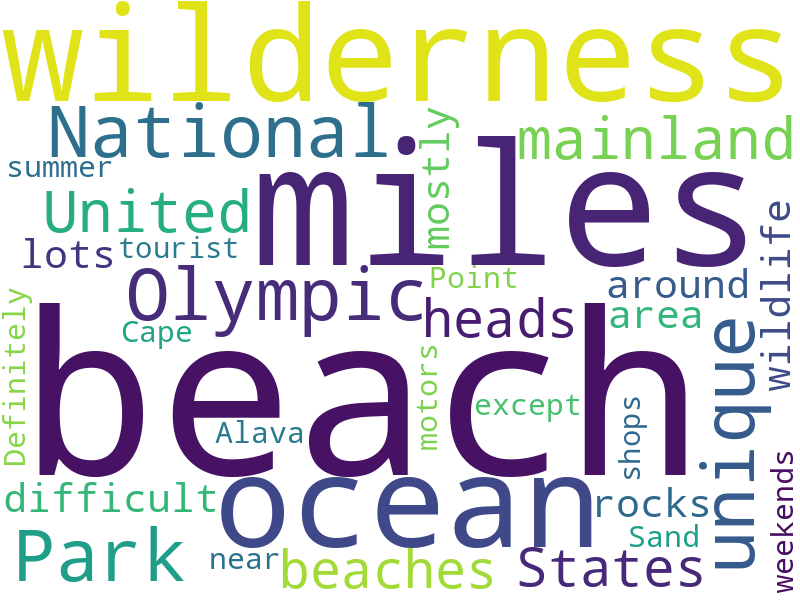 wilderness
National
mostly
mainland
summer
miles
United
wildlife
lots
tourist
Olympic
Point
around
heads
area
Definitely
Cape
beach
unique
motors
except
shops
Alava
weekends
ocean
difficult
rocks
Sand
Park
near
beaches
States